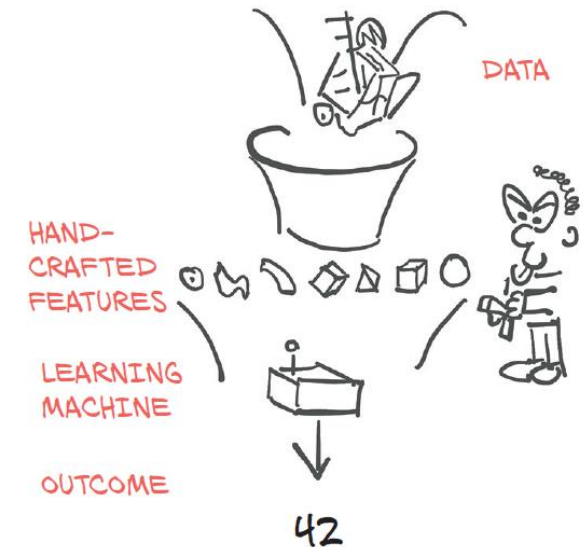 DATA
HAND-
CRAFTED
FEATURES
LEARNING
MACHINE
OUTCOME
42